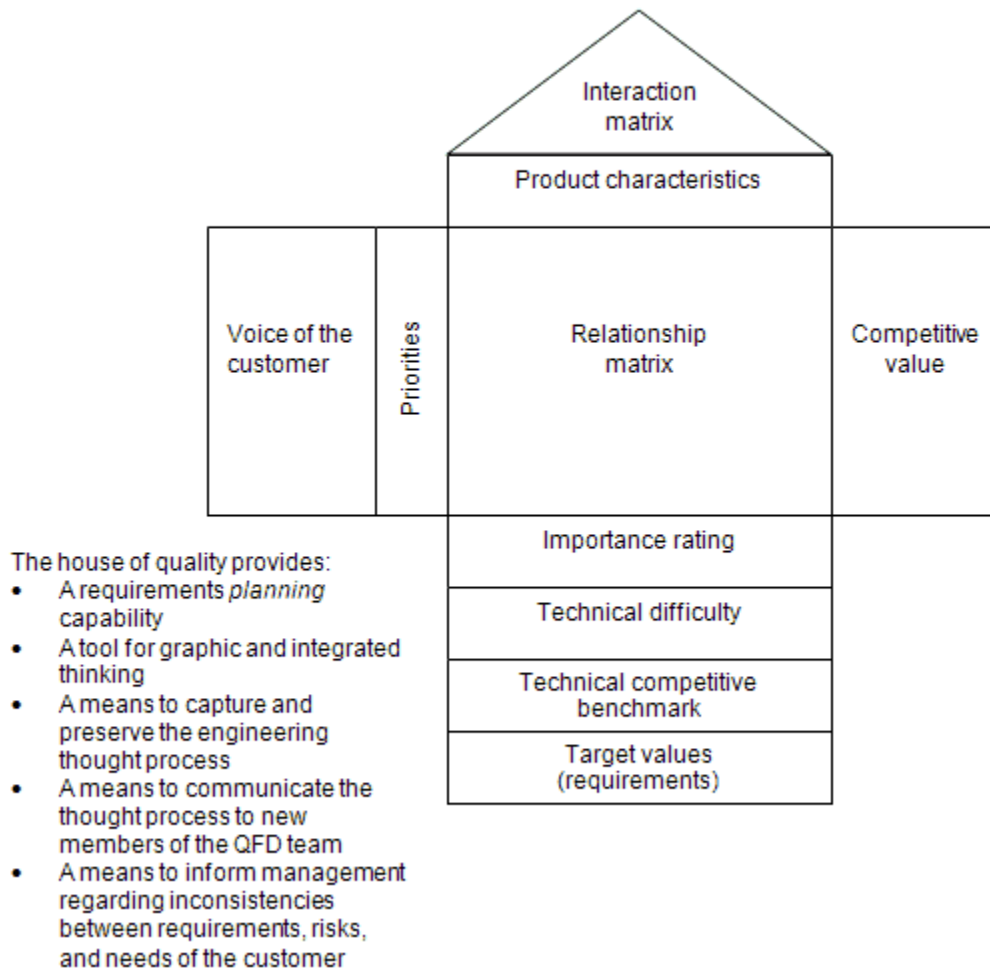 Interaction
matrix
Product characteristics
Voice of the
customer
Priorities
Relationship
matrix
Competitive
value
Importance rating
Technical difficulty
Technical competitive
benchmark
Target values
(requirements)
The house of quality provides:
• A requirements planning
capability
• A tool for graphic and integrated
thinking
• A means to capture and
preserve the engineering
thought process
• A means to communicate the
thought process to new
members of the QFD team
• A means to inform management
regarding inconsistencies
between requirements, risks,
and needs of the customer